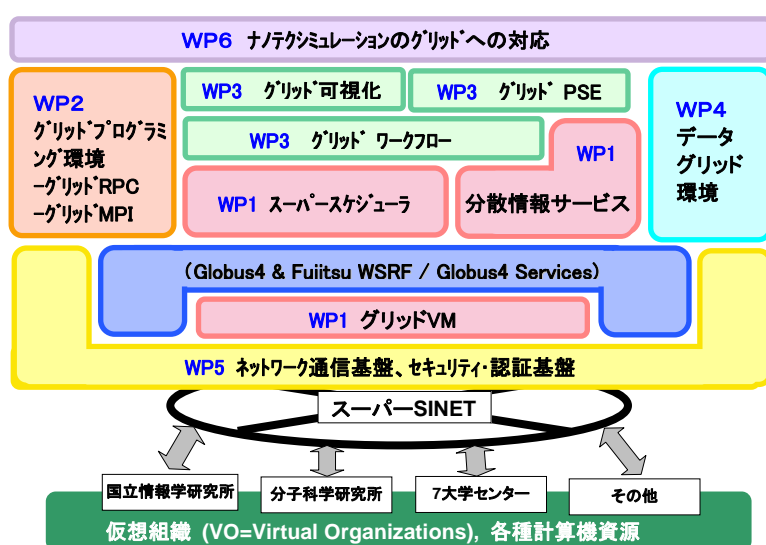 WP6 ナノテクシミュレーションのグリッドへの対応
WP2
グリッドプログラミ
ング環境
-グリッドRPC
-グリッドMPI
WP3 グリッド可視化
WP3 グリッド PSE
WP3 グリッド ワークフロー
WP1 スーパースケジューラ
WP1
分散情報サービス
WP4
データ
グリッド
環境
(Globus4 & Fuiitsu WSRF / Globus4 Services)
WP1 グリッドVM
WP5 ネットワーク通信基盤、セキュリティ・認証基盤
スーパーSINET
国立情報学研究所
分子科学研究所
7大学センター
その他
仮想組織 (VO=Virtual Organizations), 各種計算機資源